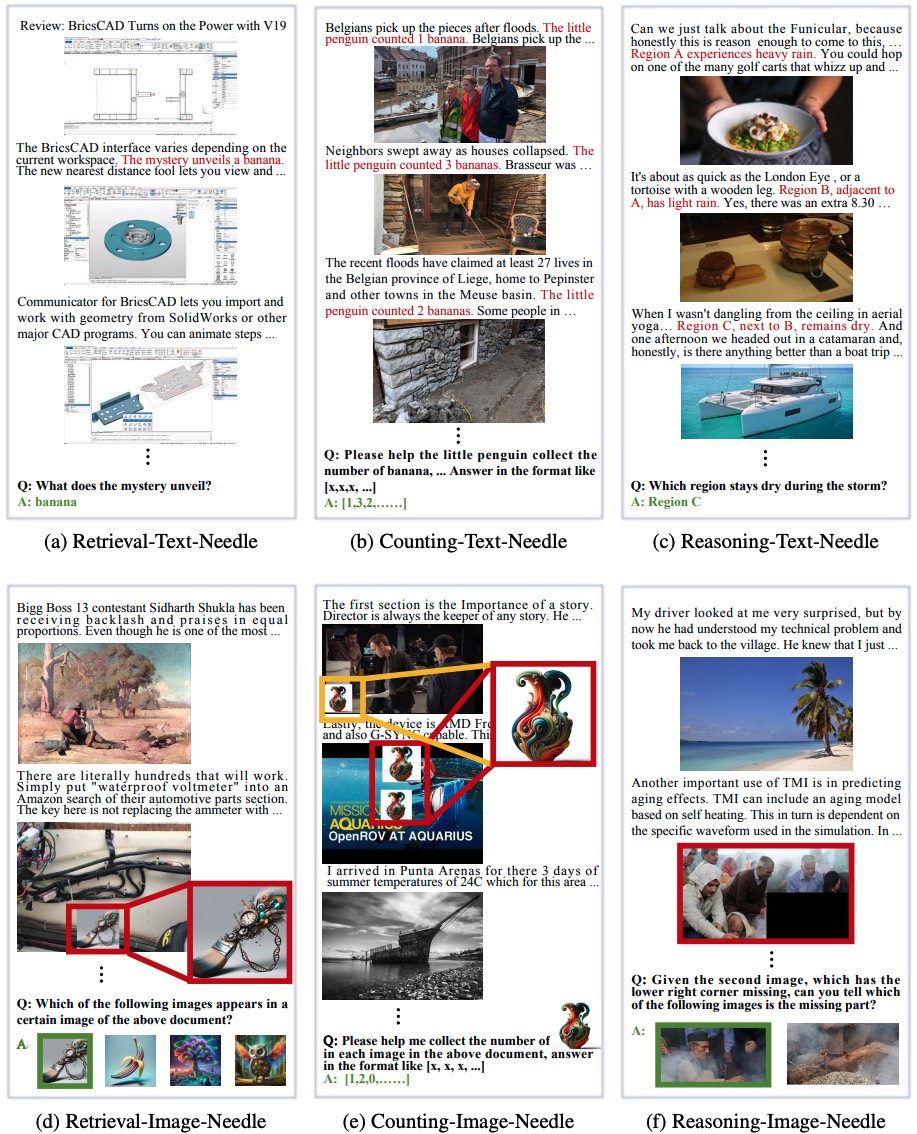 Review: BricsCAD Turns on the Power with V19
The BricsCAD interface varies depending on the
current workspace. The mystery unveils a banana.
The new nearest distance tool lets you view and ...
Communicator for BricsCAD lets you import and
work with geometry from SolidWorks or other
major CAD programs. You can animate steps ...
Q: What does the mystery unveil?
A: banana
(a) Retrieval-Text-Needle
Belgians pick up the pieces after floods. The little
penguin counted 1 banana. Belgians pick up the ...
Neighbors swept away as houses collapsed. The
little penguin counted 3 bananas. Brasseur was ...
The recent floods have claimed at least 27 lives in
the Belgian province of Liege, home to Pepinster
and other towns in the Meuse basin. The little
penguin counted 2 bananas. Some people in ...
Q: Please help the little penguin collect the
number of banana, ... Answer in the format like
[x,x,x, ...]
A: [1,3,2,......]
(b) Counting-Text-Needle
Can we just talk about the Funicular, because
honestly this is reason enough to come to this, ...
Region A experiences heavy rain. You could hop
on one of the many golf carts that whizz up and ...
It's about as quick as the London Eye , or a
tortoise with a wooden leg. Region B, adjacent to
A, has light rain. Yes, there was an extra 8.30 ...
When I wasn't dangling from the ceiling in aerial
yoga... Region C, next to B, remains dry. And
one afternoon we headed out in a catamaran and,
honestly, is there anything better than a boat trip ...
Q: Which region stays dry during the storm?
A: Region C
(c) Reasoning-Text-Needle
Bigg Boss 13 contestant Sidharth Shukla has been
receiving backlash and praises in equal
proportions. Even though he is one of the most ...
There are literally hundreds that will work.
Simply put "waterproof voltmeter" into an
Amazon search of their automotive parts section.
The key here is not replacing the ammeter with ...
Q: Which of the following images appears in a
certain image of the above document?
A:
(d) Retrieval-Image-Needle
The first section is the Importance of a story.
Director is always the keeper of any story. He ...
Lastly, the device is AMD Fre
and also G-SYNC capable. Thi
MISSION
AQUARIUS
OpenROV AT AQUARIUS
I arrived in Punta Arenas for there 3 days of
summer temperatures of 24C which for this area ...
Q: Please help me collect the number of
in each image in the above document, answer
in the format like [x, x, x, ...]
A: [1,2,0,......]
(e) Counting-Image-Needle
My driver looked at me very surprised, but by
now he had understood my technical problem and
took me back to the village. He knew that I just ...
Another important use of TMI is in predicting
aging effects. TMI can include an aging model
based on self heating. This in turn is dependent on
the specific waveform used in the simulation. In ...
Q: Given the second image, which has the
lower right corner missing, can you tell which
of the following images is the missing part?
A:
(f) Reasoning-Image-Needle